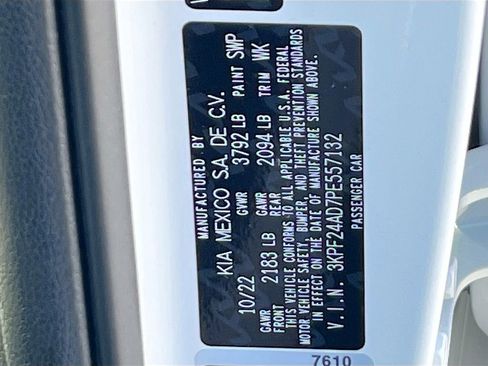 MANUFACTURED BY
KIA MEXICO S.A. DE C.V.
10/22 GVWR 3792 LB PAINT SWP
GAWR FRONT 2183 LB GAWR REAR 2094 LB TRIM WK
THIS VEHICLE CONFORMS TO ALL APPLICABLE U.S.A. FEDERAL
MOTOR VEHICLE SAFETY, BUMPER, AND THEFT PREVENTION STANDARDS
IN EFFECT ON THE DATE OF MANUFACTURE SHOWN ABOVE.
V.I.N. 3KPF24AD7PE557132
PASSENGER CAR
7610